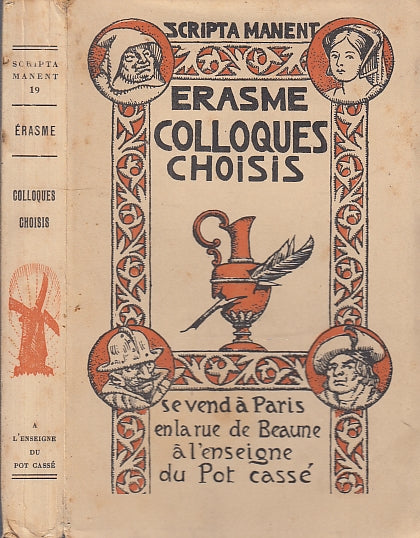 SCRIPTA
MANENT
19
ÉRASME
COLLOQUES
CHOISIS
A
L'ENSEIGNE
DU
POT CASSÉ
SCRIPTA MANENT
ERASME
COLLOQUES
CHOISIS
se vend à Paris
en la rue de Beaune
à l'enseigne
du Pot cassé